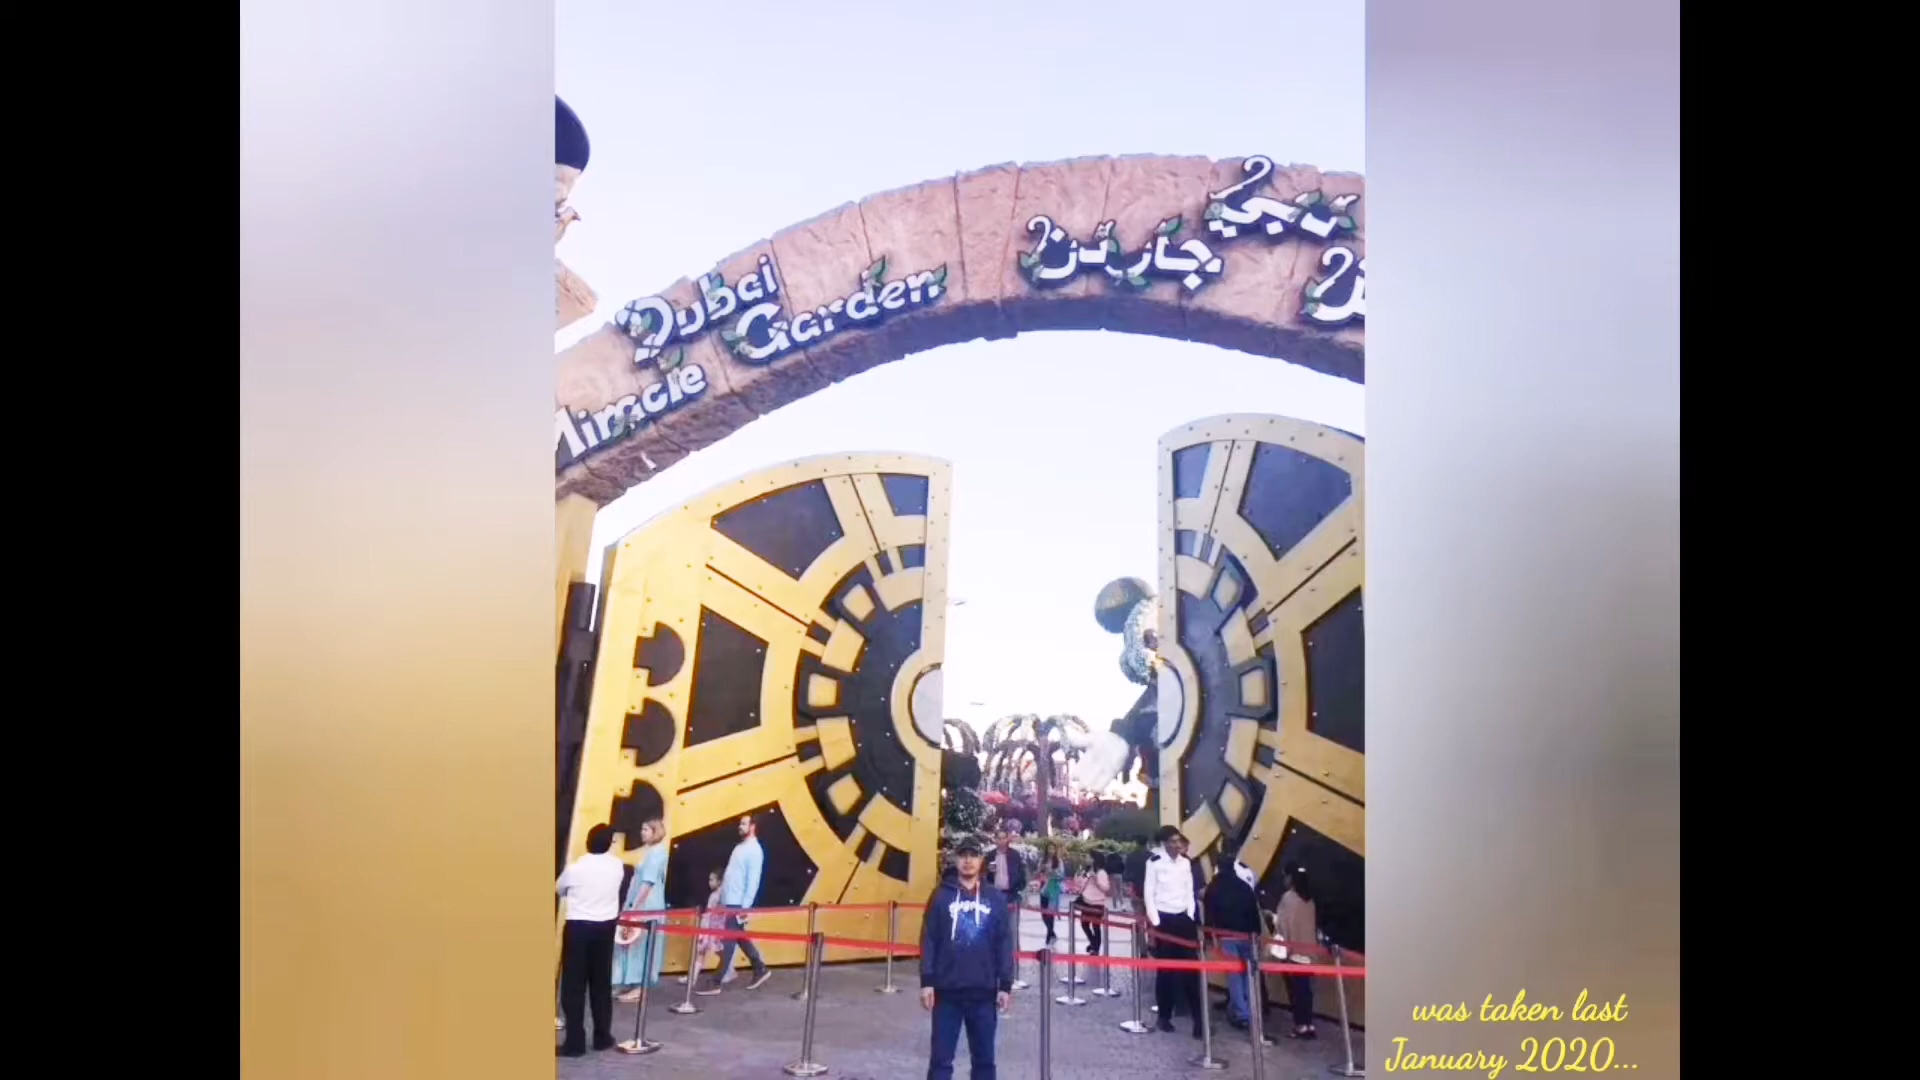 Dubai
Garden
Miracle
دبي
جاردن
was taken last
January 2020...